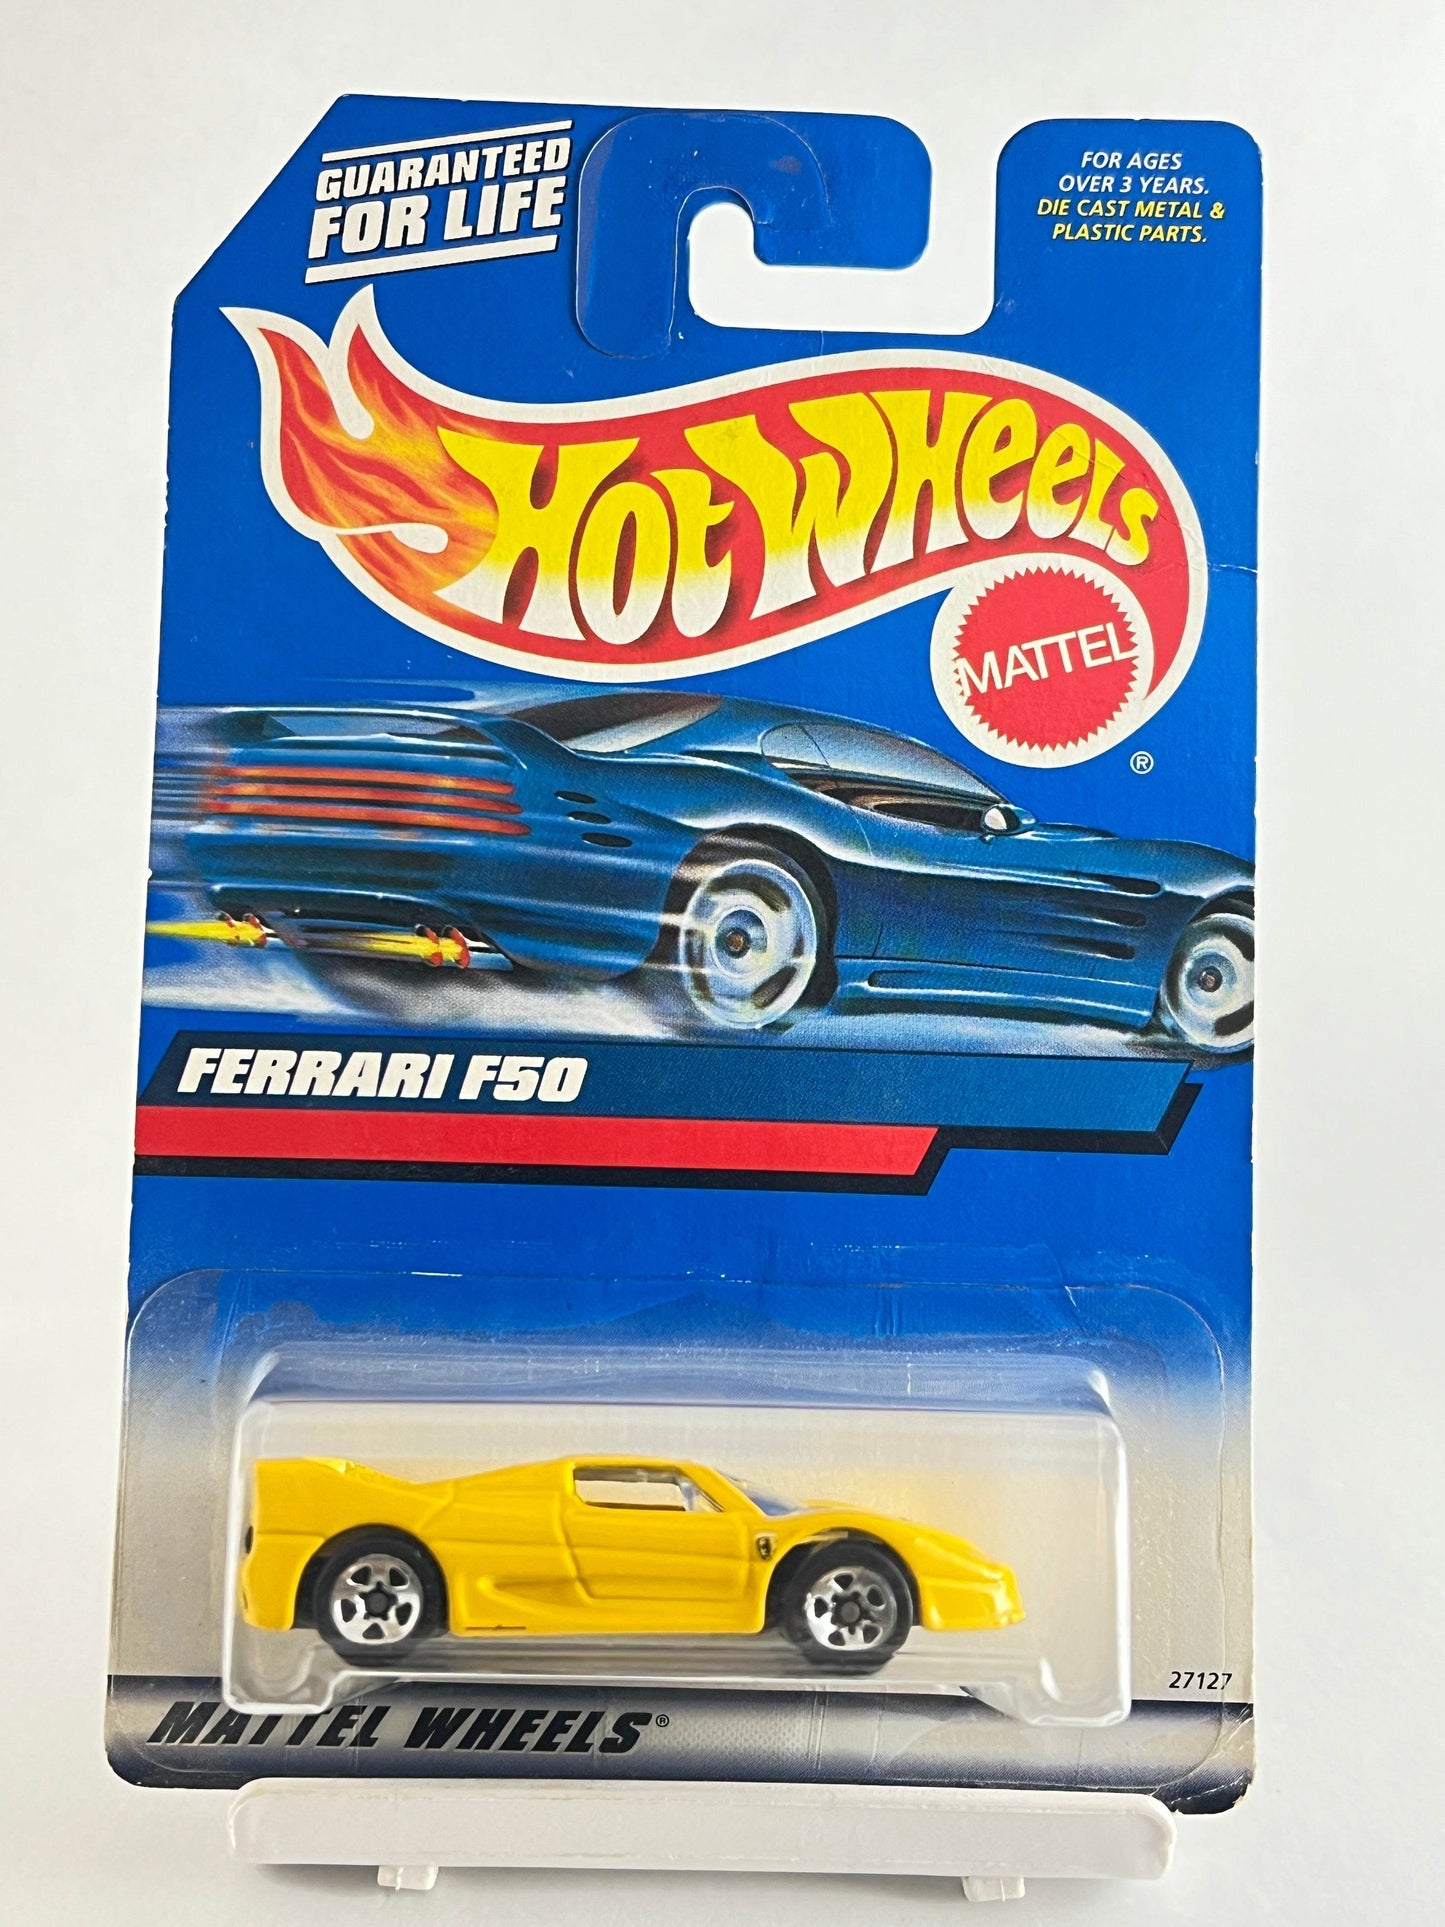 GUARANTEED
FOR LIFE
FOR AGES
OVER 3 YEARS.
DIE CAST METAL &
PLASTIC PARTS.
HOT WHEELS
MATTEL
®
FERRARI F50
27127
MATTEL WHEELS®